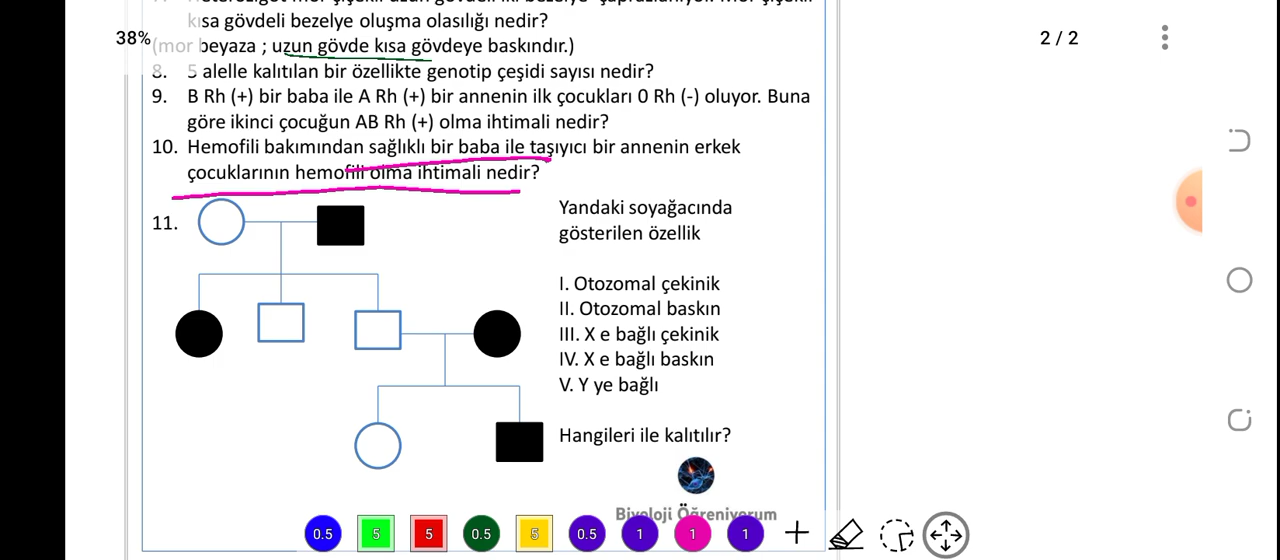 kısa gövdeli bezelye oluşma olasılığı nedir?
38%
2 / 2
(mor beyaza ; uzun gövde kısa gövdeye baskındır.)
8. 5 alelle kalıtılan bir özellikte genotip çeşidi sayısı nedir?
9. B Rh (+) bir baba ile A Rh (+) bir annenin ilk çocukları 0 Rh (-) oluyor. Buna
göre ikinci çocuğun AB Rh (+) olma ihtimali nedir?
10. Hemofili bakımından sağlıklı bir baba ile taşıyıcı bir annenin erkek
çocuklarının hemofili olma ihtimali nedir?
11.
Yandaki soyağacında
gösterilen özellik
I. Otozomal çekinik
II. Otozomal baskın
III. X e bağlı çekinik
IV. X e bağlı baskın
V. Y ye bağlı
Hangileri ile kalıtılır?
Biyoloji Öğreniyorum
0.5 5 5 0.5 5 0.5 1 1 1